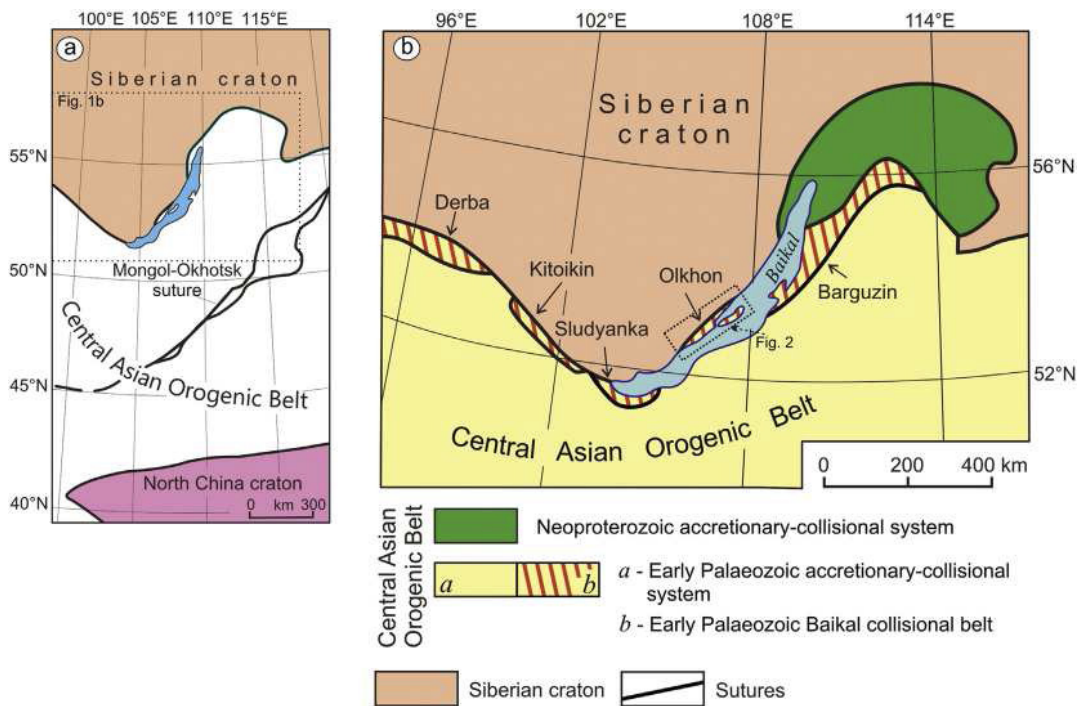 100°E 105°E 110°E 115°E
a
Siberian craton
Fig. 1b
55°N
50°N
Mongol-Okhotsk
suture
Central Asian Orogenic Belt
45°N
North China craton
40°N
0 km 300
96°E 102°E 108°E 114°E
b
Siberian
craton
56°N
Derba
Baikal
Kitoikin
Olkhon
Barguzin
Sludyanka
Fig. 2
52°N
Central Asian Orogenic Belt
0 200 400 km
Central Asian
Orogenic Belt
Neoproterozoic accretionary-collisional system
a b
a - Early Palaeozoic accretionary-collisional
system
b - Early Palaeozoic Baikal collisional belt
Siberian craton
Sutures